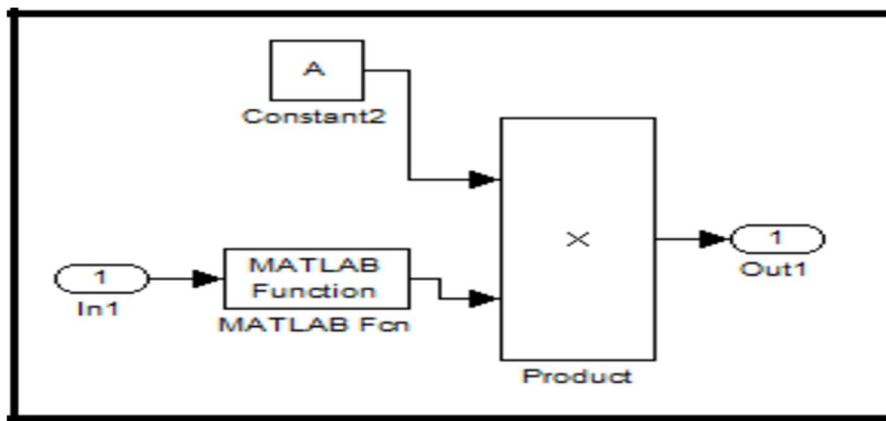 A
Constant2
1
In1
MATLAB
Function
MATLAB Fcn
×
Product
1
Out1